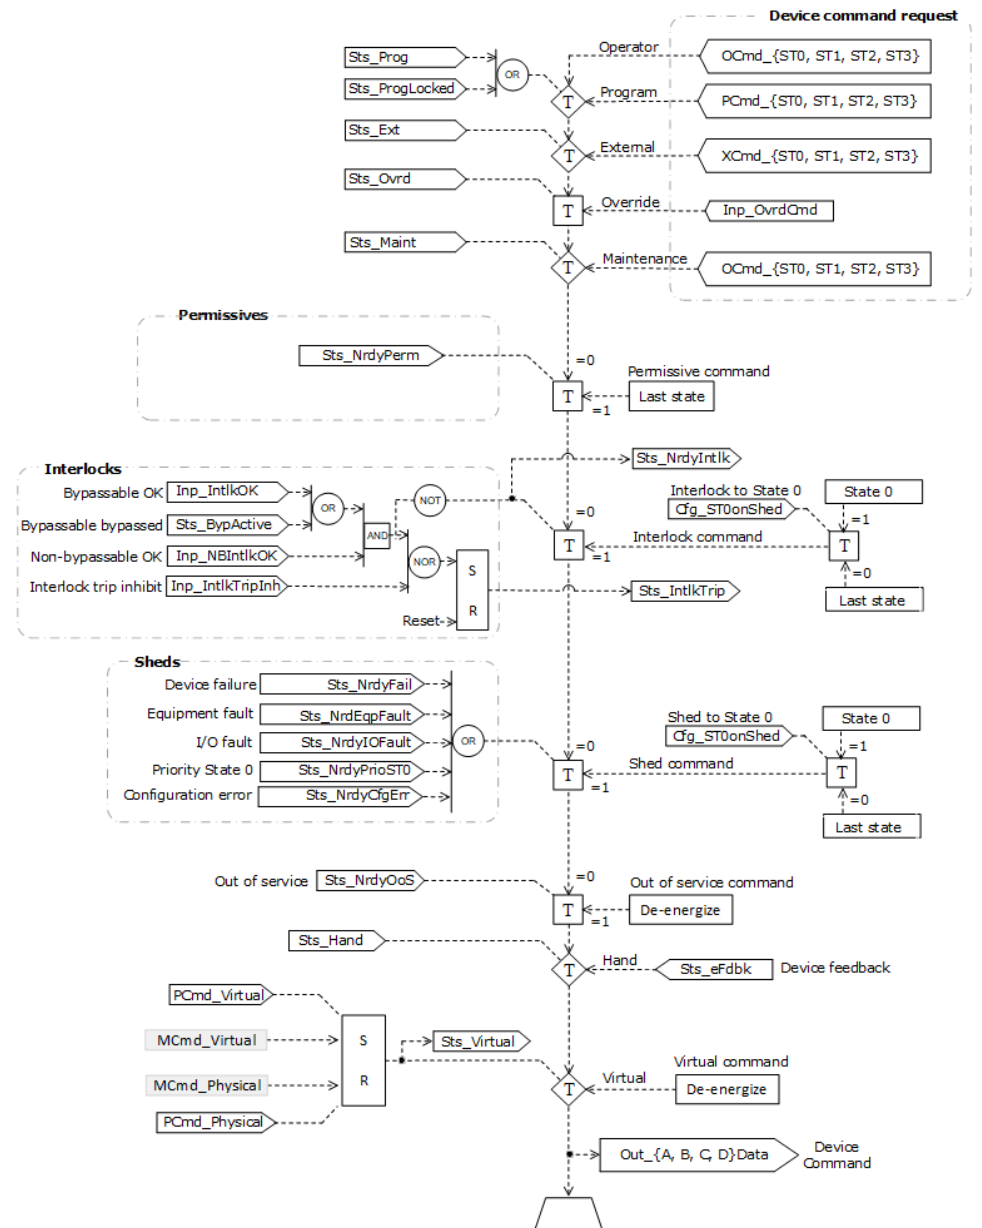 Device command request
Operator
OCmd_{ST0, ST1, ST2, ST3}
Sts_Prog
OR
Sts_ProgLocked
Program
T
PCmd_{ST0, ST1, ST2, ST3}
Sts_Ext
External
T
XCmd_{ST0, ST1, ST2, ST3}
Sts_Ovrd
Override
T
Inp_OvrdCmd
Sts_Maint
Maintenance
T
OCmd_{ST0, ST1, ST2, ST3}
Permissives
Sts_NrdyPerm
=0
Permissive command
T
Last state
=1
Interlocks
Sts_NrdyIntlk
Bypassable OK
Inp_IntlkOK
OR
NOT
Bypassable bypassed
Sts_BypActive
AND
Non-bypassable OK
Inp_NBIntlkOK
NOR
Interlock trip inhibit
Inp_IntlkTripInh
S
R
Reset
Interlock to State 0
Cfg_ST0onShed
State 0
=1
=0
T
=1
Interlock command
T
=0
Last state
Sts_IntlkTrip
Sheds
Device failure
Sts_NrdyFail
Equipment fault
Sts_NrdEqpFault
I/O fault
Sts_NrdyIOFault
OR
Priority State 0
Sts_NrdyPrioST0
Configuration error
Sts_NrdyCfgErr
Shed to State 0
Cfg_ST0onShed
State 0
=1
=0
T
=1
Shed command
T
=0
Last state
Out of service
Sts_NrdyOoS
=0
Out of service command
T
De-energize
=1
Sts_Hand
Hand
T
Sts_eFdbk
Device feedback
PCmd_Virtual
MCmd_Virtual
S
Sts_Virtual
MCmd_Physical
R
PCmd_Physical
Virtual command
Virtual
T
De-energize
Out_{A, B, C, D}Data
Device
Command